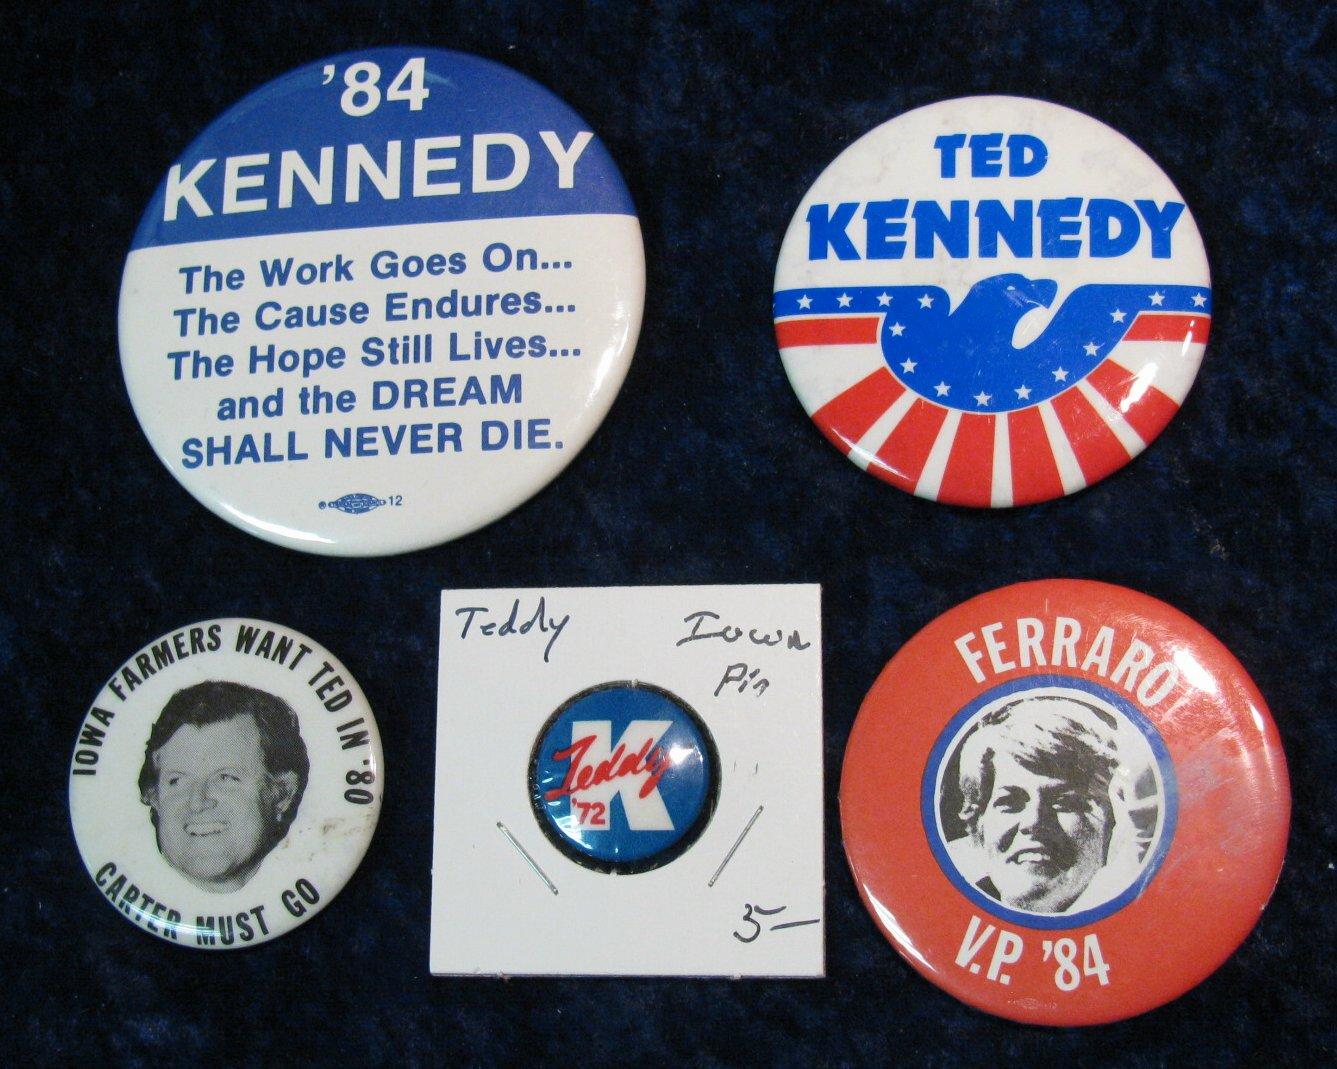 '84
KENNEDY
The Work Goes On...
The Cause Endures...
The Hope Still Lives...
and the DREAM
SHALL NEVER DIE.
12
TED
KENNEDY
IOWA FARMERS WANT TED IN '80
CARTER MUST GO
Teddy Iowa
Pin
K
Teddy
'72
5-
FERRARO
V.P. '84